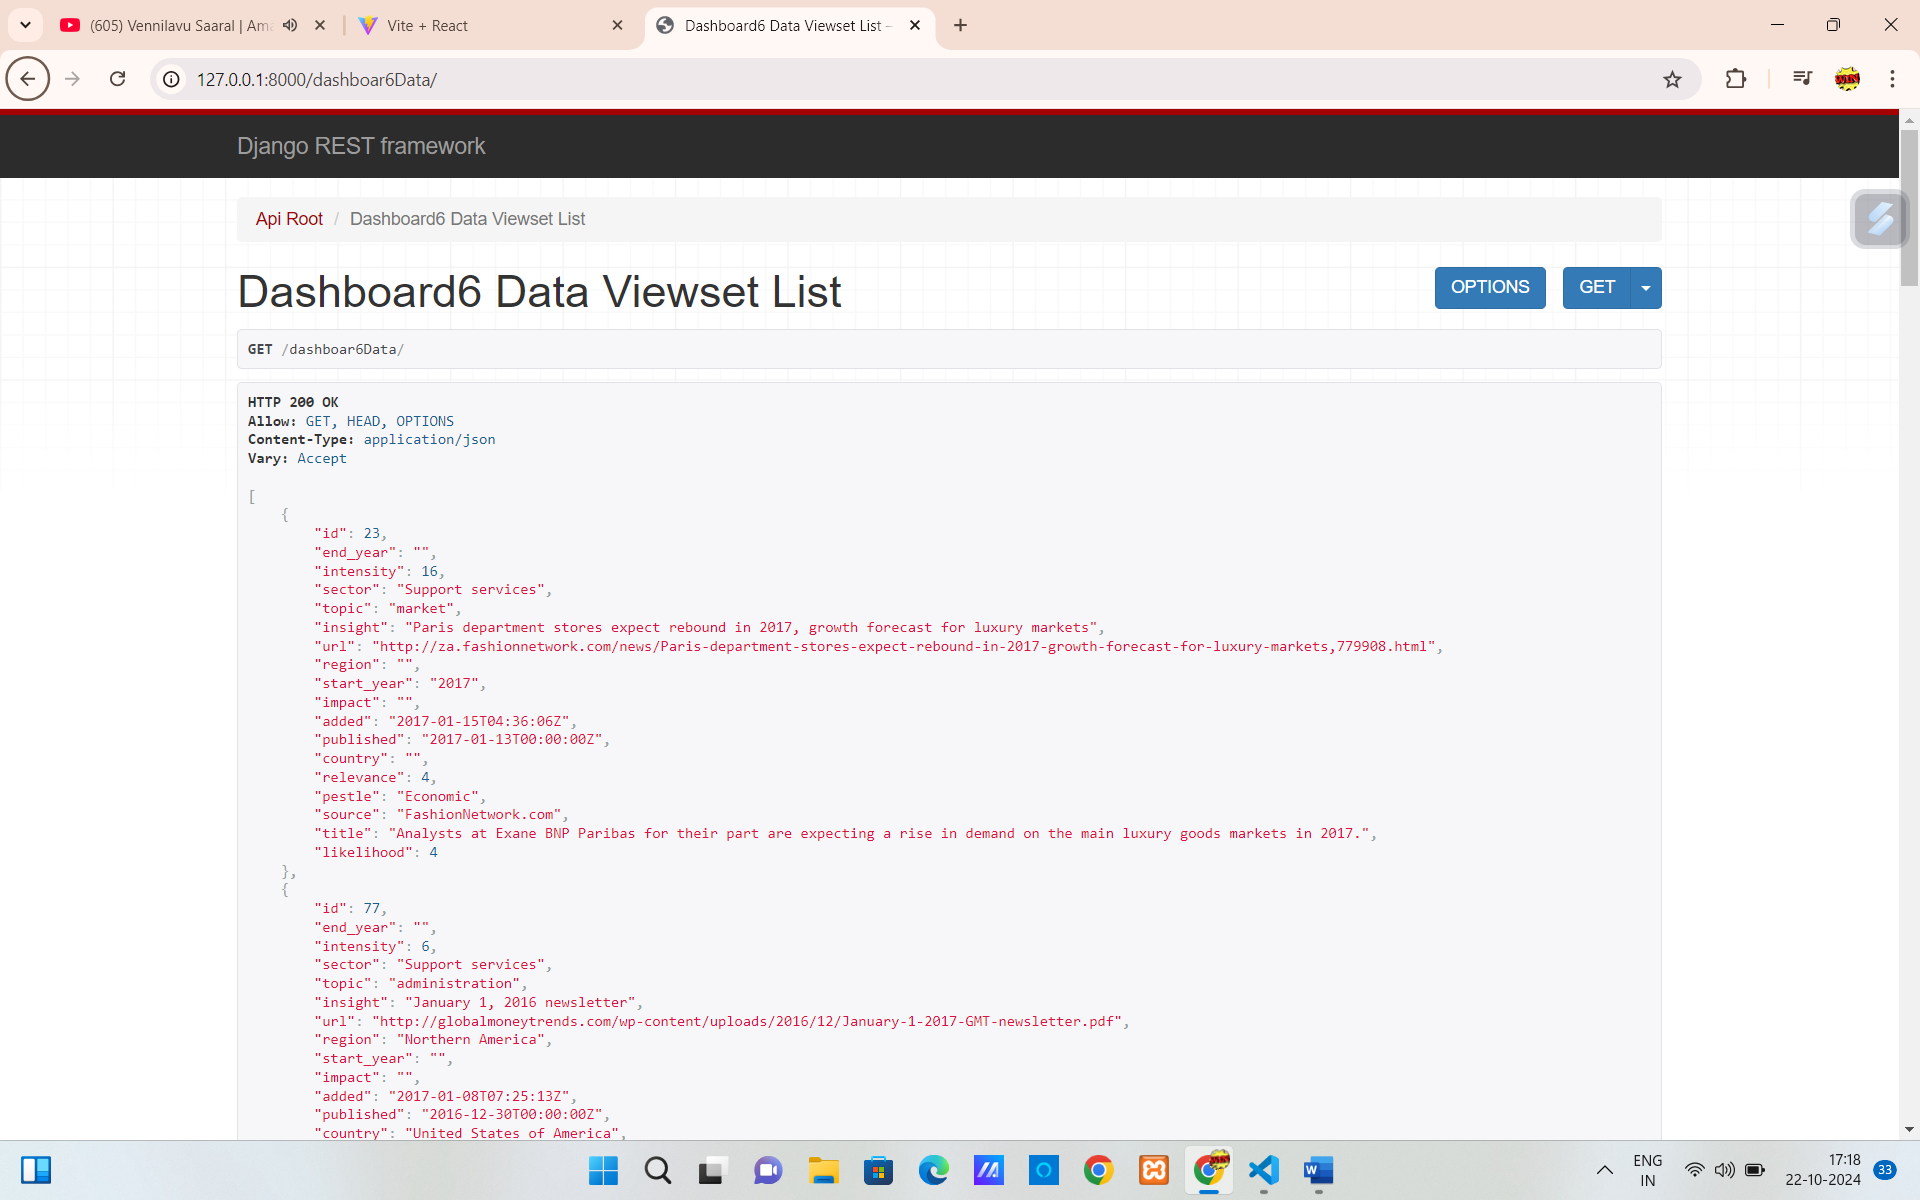 (605) Vennilavu Saaral | Ama
Vite + React
Dashboard6 Data Viewset List –
127.0.0.1:8000/dashboar6Data/
Django REST framework
Api Root / Dashboard6 Data Viewset List
Dashboard6 Data Viewset List
OPTIONS
GET
GET /dashboar6Data/
HTTP 200 OK
Allow: GET, HEAD, OPTIONS
Content-Type: application/json
Vary: Accept
[
{
"id": 23,
"end_year": "",
"intensity": 16,
"sector": "Support services",
"topic": "market",
"insight": "Paris department stores expect rebound in 2017, growth forecast for luxury markets",
"url": "http://za.fashionnetwork.com/news/Paris-department-stores-expect-rebound-in-2017-growth-forecast-for-luxury-markets,779908.html",
"region": "",
"start_year": "2017",
"impact": "",
"added": "2017-01-15T04:36:06Z",
"published": "2017-01-13T00:00:00Z",
"country": "",
"relevance": 4,
"pestle": "Economic",
"source": "FashionNetwork.com",
"title": "Analysts at Exane BNP Paribas for their part are expecting a rise in demand on the main luxury goods markets in 2017.",
"likelihood": 4
},
{
"id": 77,
"end_year": "",
"intensity": 6,
"sector": "Support services",
"topic": "administration",
"insight": "January 1, 2016 newsletter",
"url": "http://globalmoneytrends.com/wp-content/uploads/2016/12/January-1-2017-GMT-newsletter.pdf",
"region": "Northern America",
"start_year": "",
"impact": "",
"added": "2017-01-08T07:25:13Z",
"published": "2016-12-30T00:00:00Z",
"country": "United States of America",
ENG
IN
17:18
22-10-2024
33